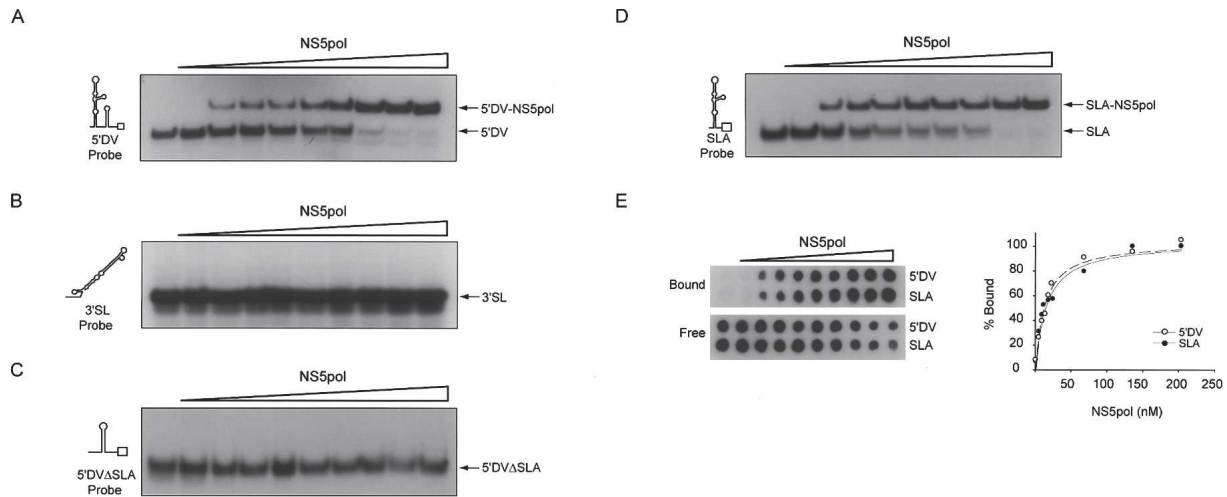 A
NS5pol
5'DV
Probe
5'DV-NS5pol
5'DV
B
NS5pol
3'SL
Probe
3'SL
C
NS5pol
5'DVΔSLA
Probe
5'DVΔSLA
D
NS5pol
SLA
Probe
SLA-NS5pol
SLA
E
NS5pol
Bound
5'DV
SLA
Free
5'DV
SLA
% Bound
100
80
60
40
20
0
50 100 150 200 250
NS5pol (nM)
5'DV
SLA